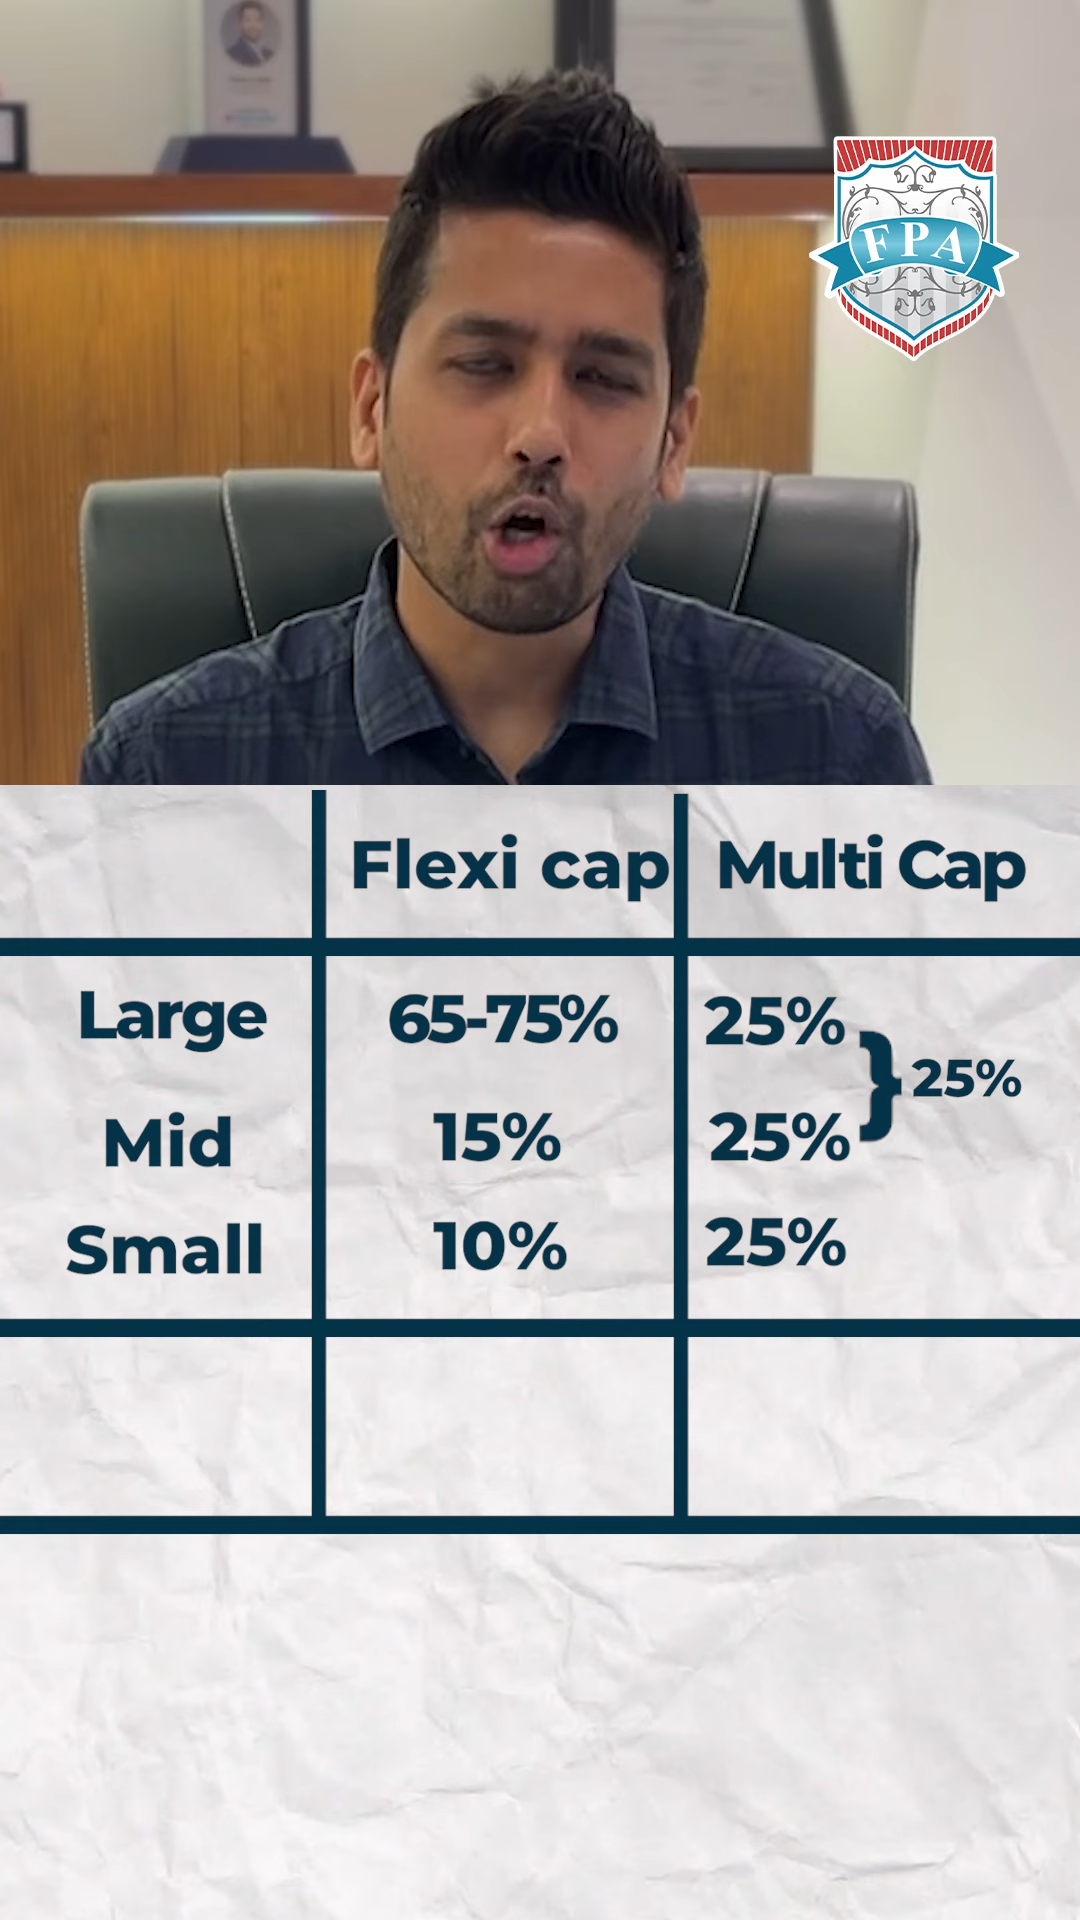 FPA
Flexi cap Multi Cap
Large 65-75% 25%
} 25%
Mid 15% 25%
Small 10% 25%